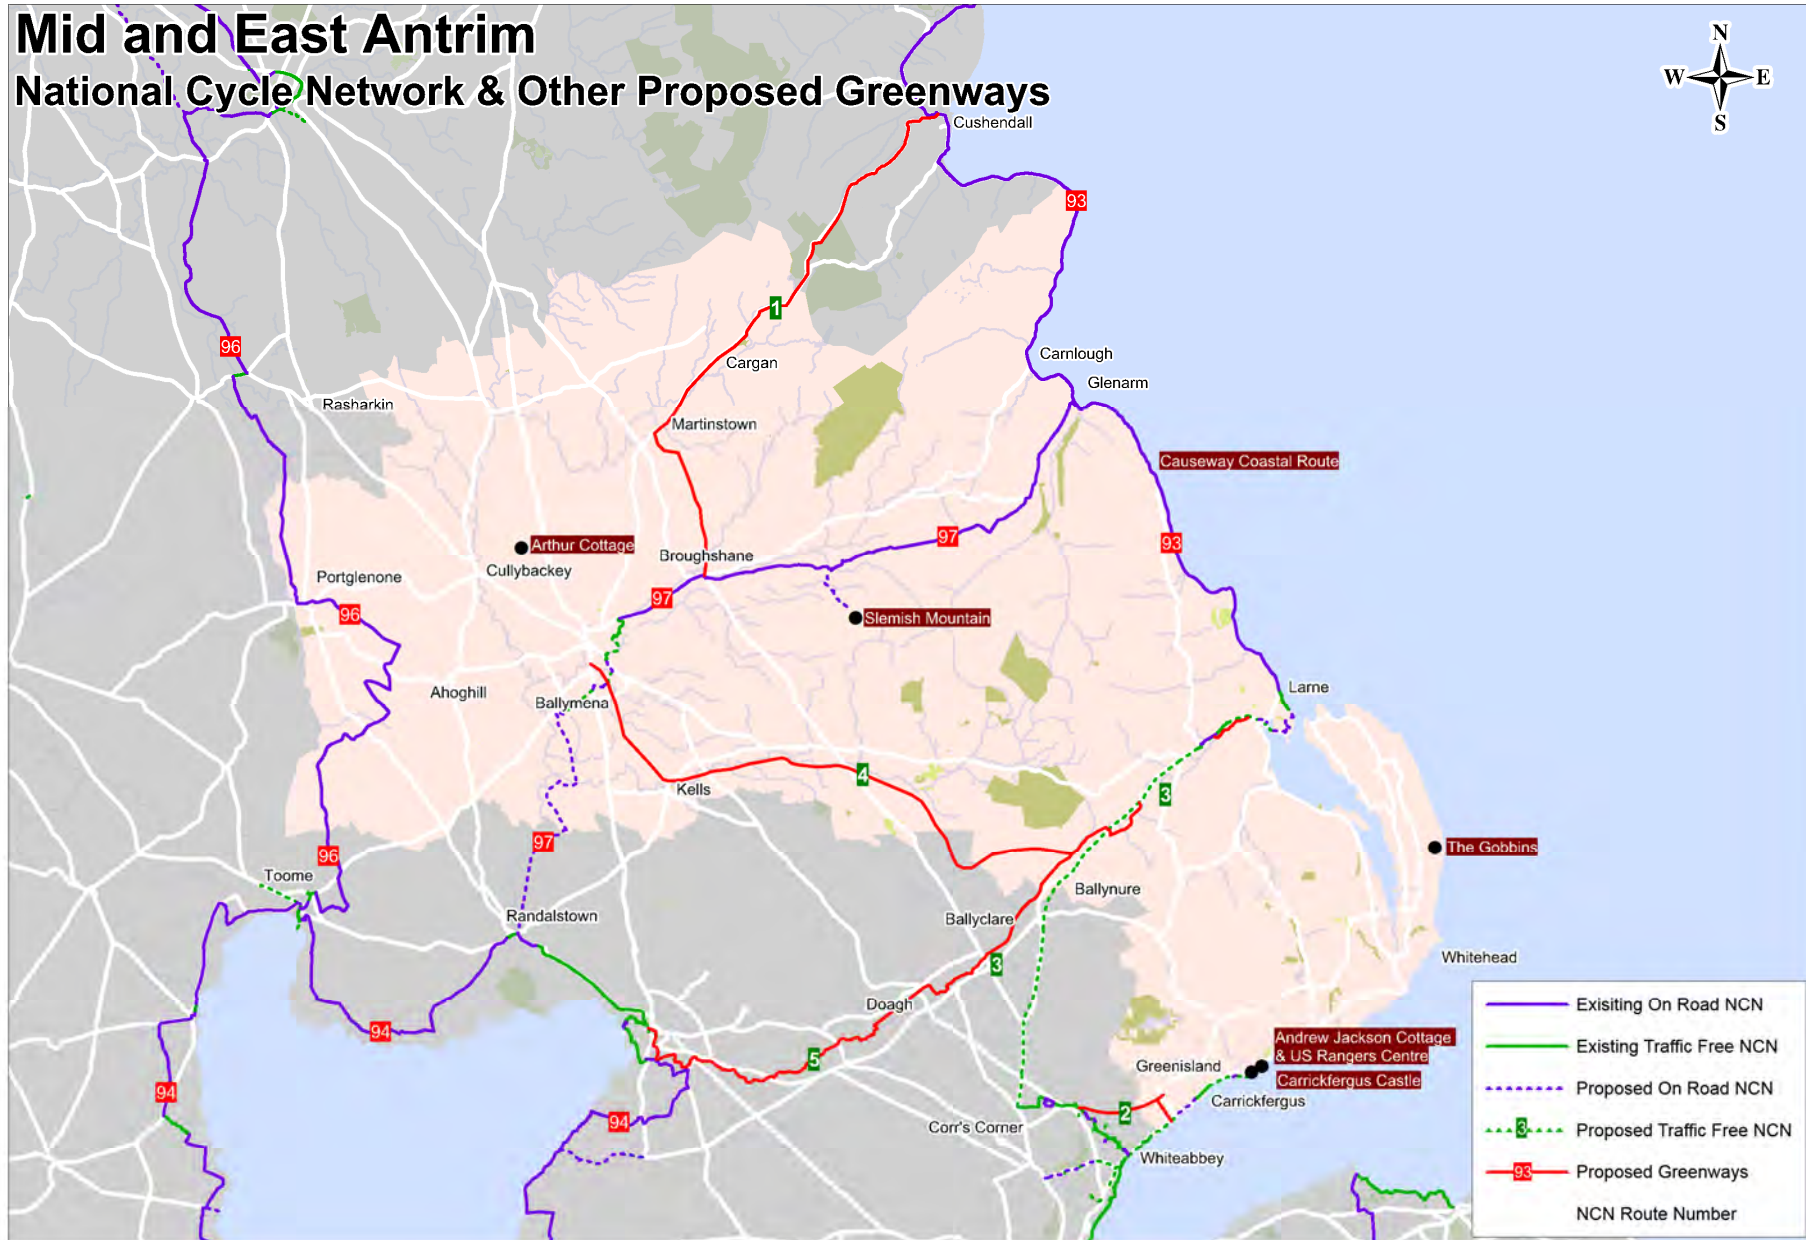 Mid and East Antrim
National Cycle Network & Other Proposed Greenways
N
W E
S
Cushendall
93
1
96
Cargan
Carnlough
Glenarm
Rasharkin
Martinstown
Causeway Coastal Route
97
93
Arthur Cottage
Broughshane
Cullybackey
Portglenone
97
96
Slemish Mountain
Larne
Ahoghill
Ballymena
4
Kells
3
97
The Gobbins
96
Toome
Ballynure
Randalstown
Ballyclare
Whitehead
3
Doagh
94
5
Andrew Jackson Cottage
& US Rangers Centre
Greenisland
Carrickfergus Castle
94
Carrickfergus
2
94
Corr's Corner
Whiteabbey
Exisiting On Road NCN
Existing Traffic Free NCN
Proposed On Road NCN
3 Proposed Traffic Free NCN
93 Proposed Greenways
NCN Route Number